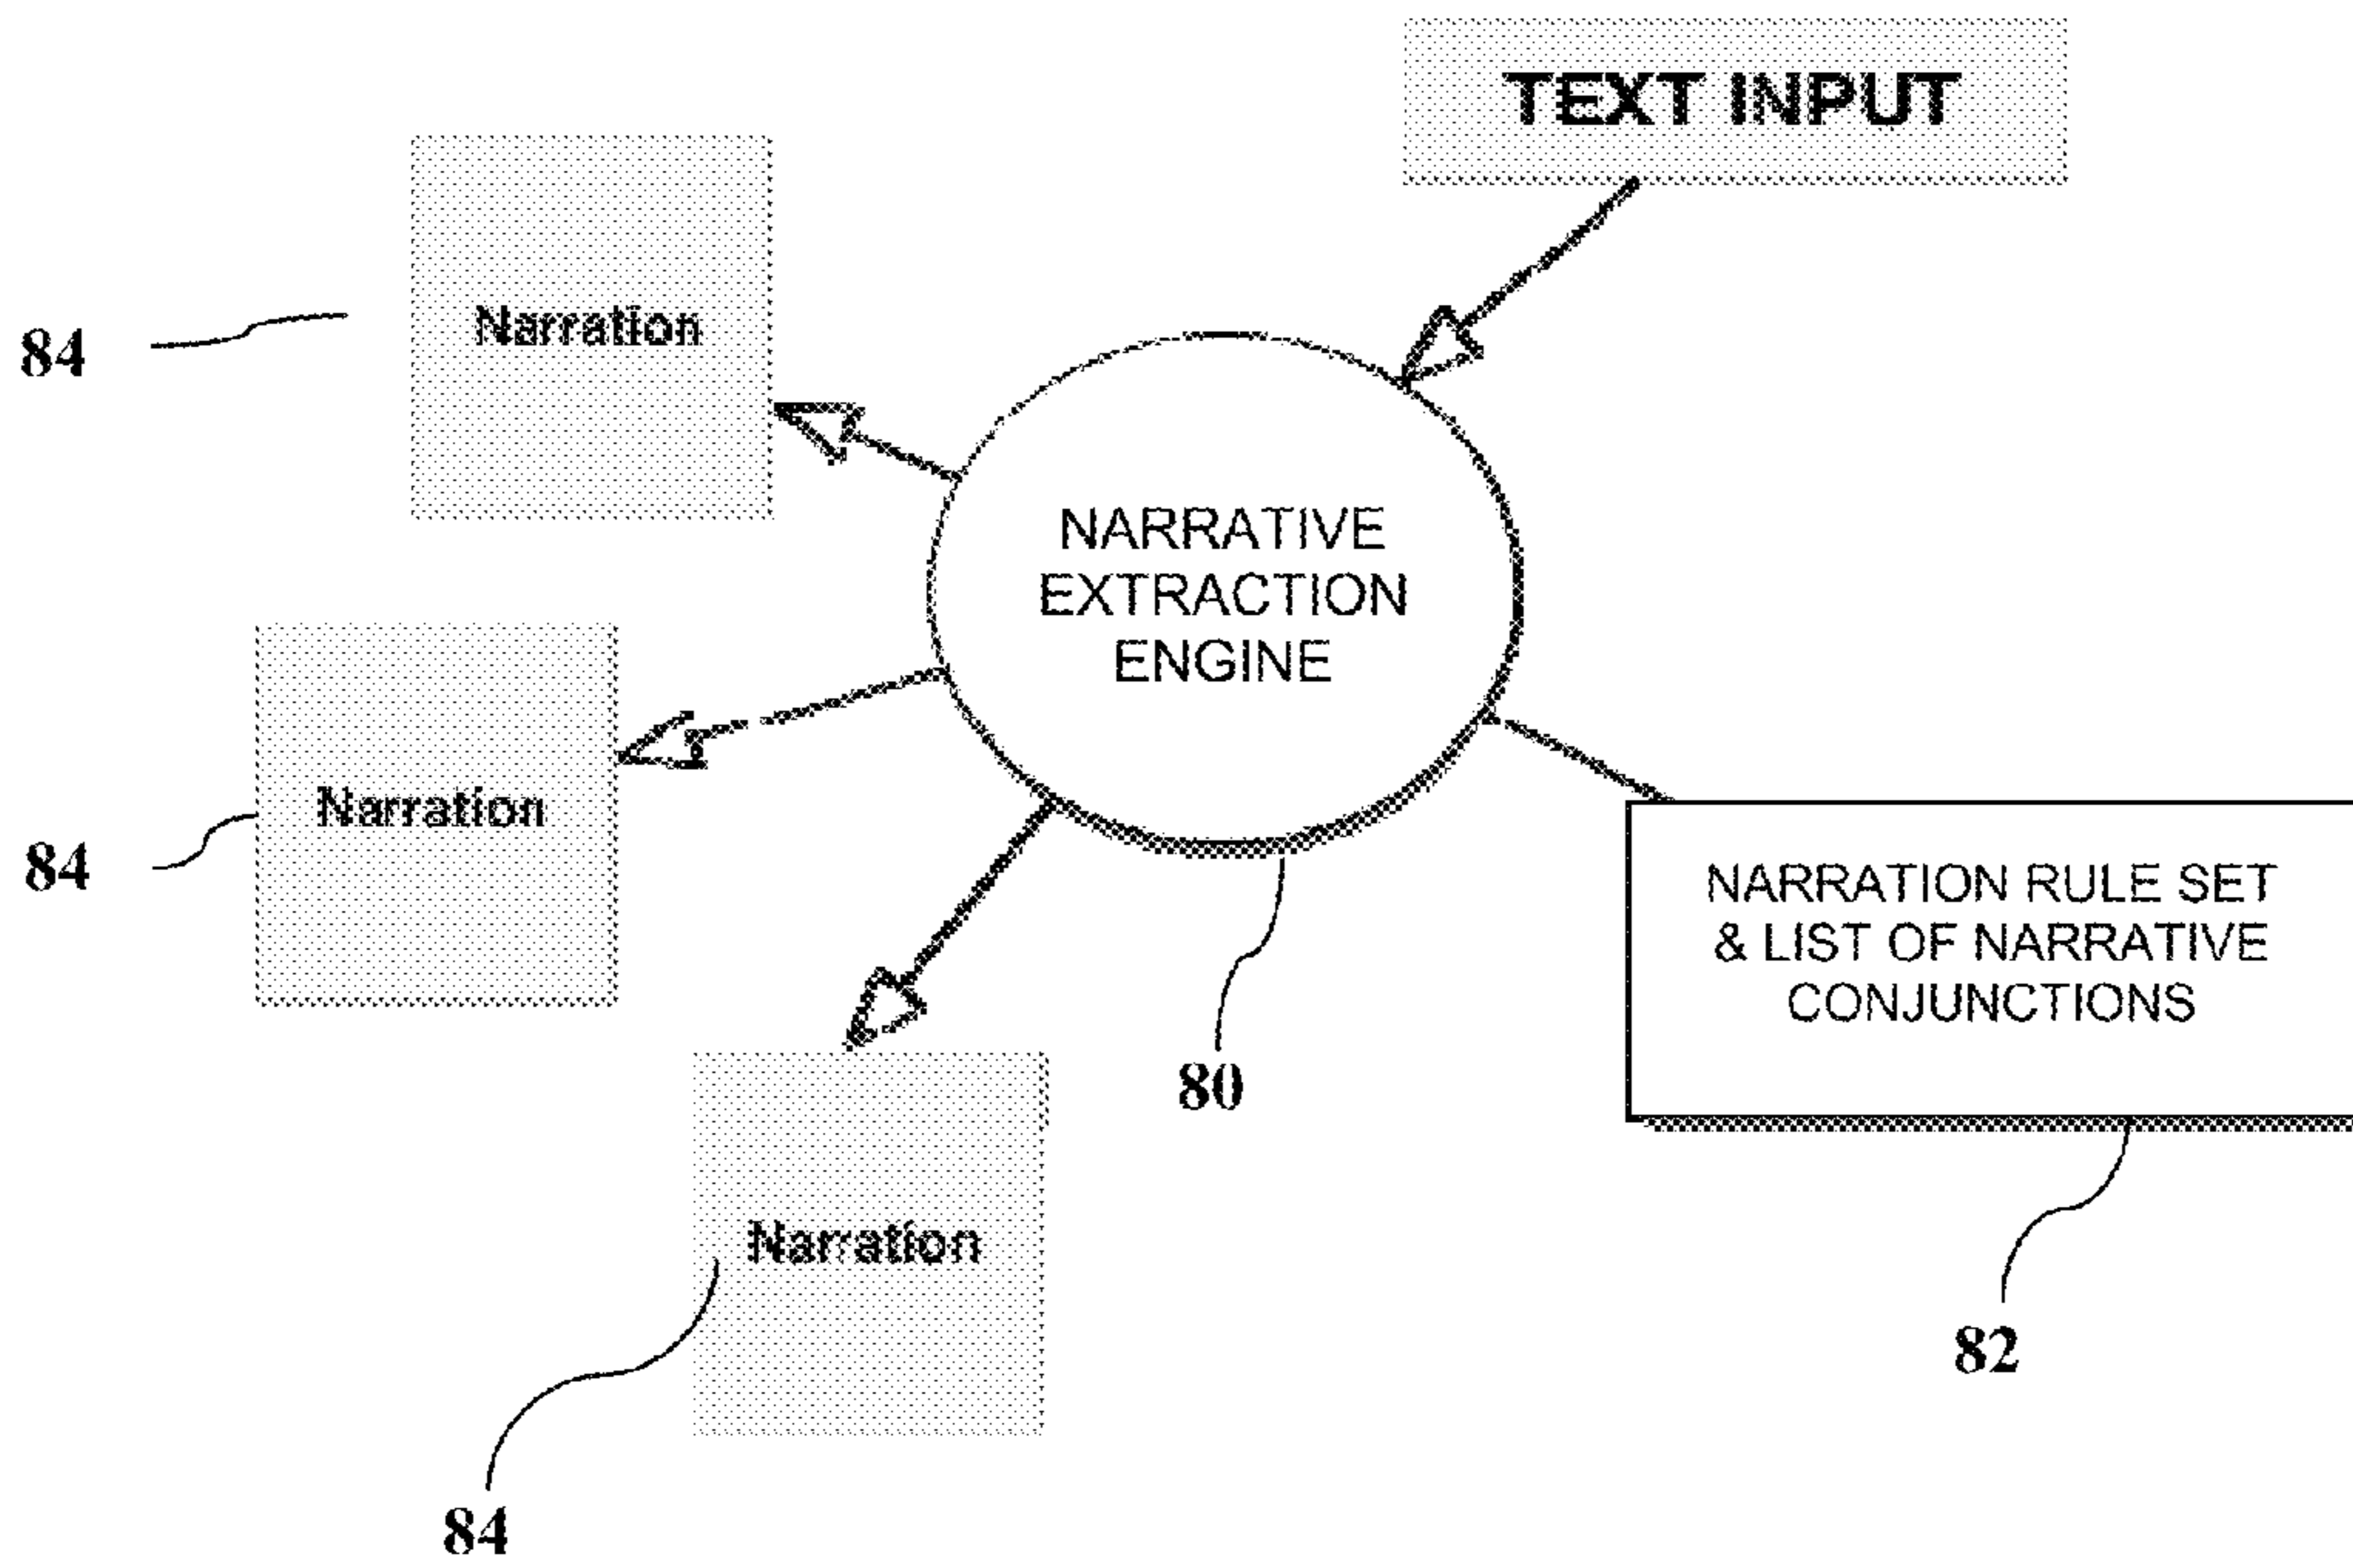 TEXT INPUT
Narration
84
NARRATIVE
EXTRACTION
ENGINE
Narration
84
NARRATION RULE SET
& LIST OF NARRATIVE
CONJUNCTIONS
80
Narration
82
84